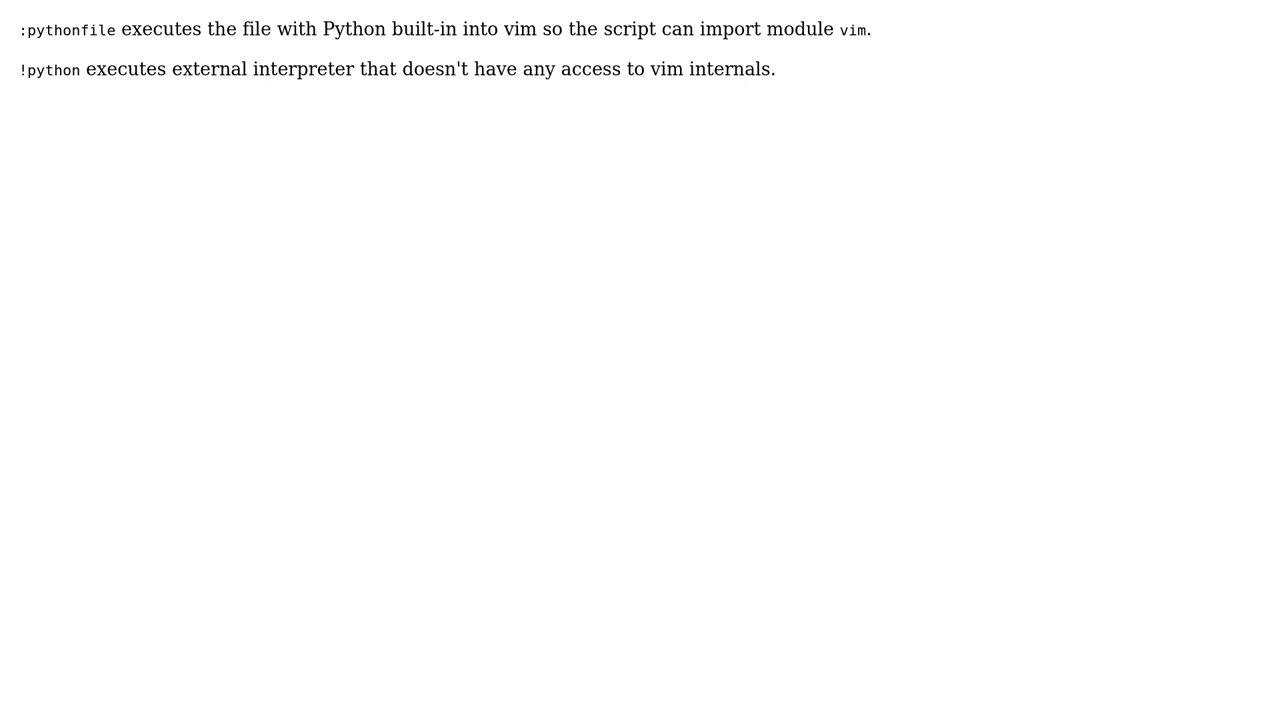 :pythonfile executes the file with Python built-in into vim so the script can import module vim.
!python executes external interpreter that doesn't have any access to vim internals.